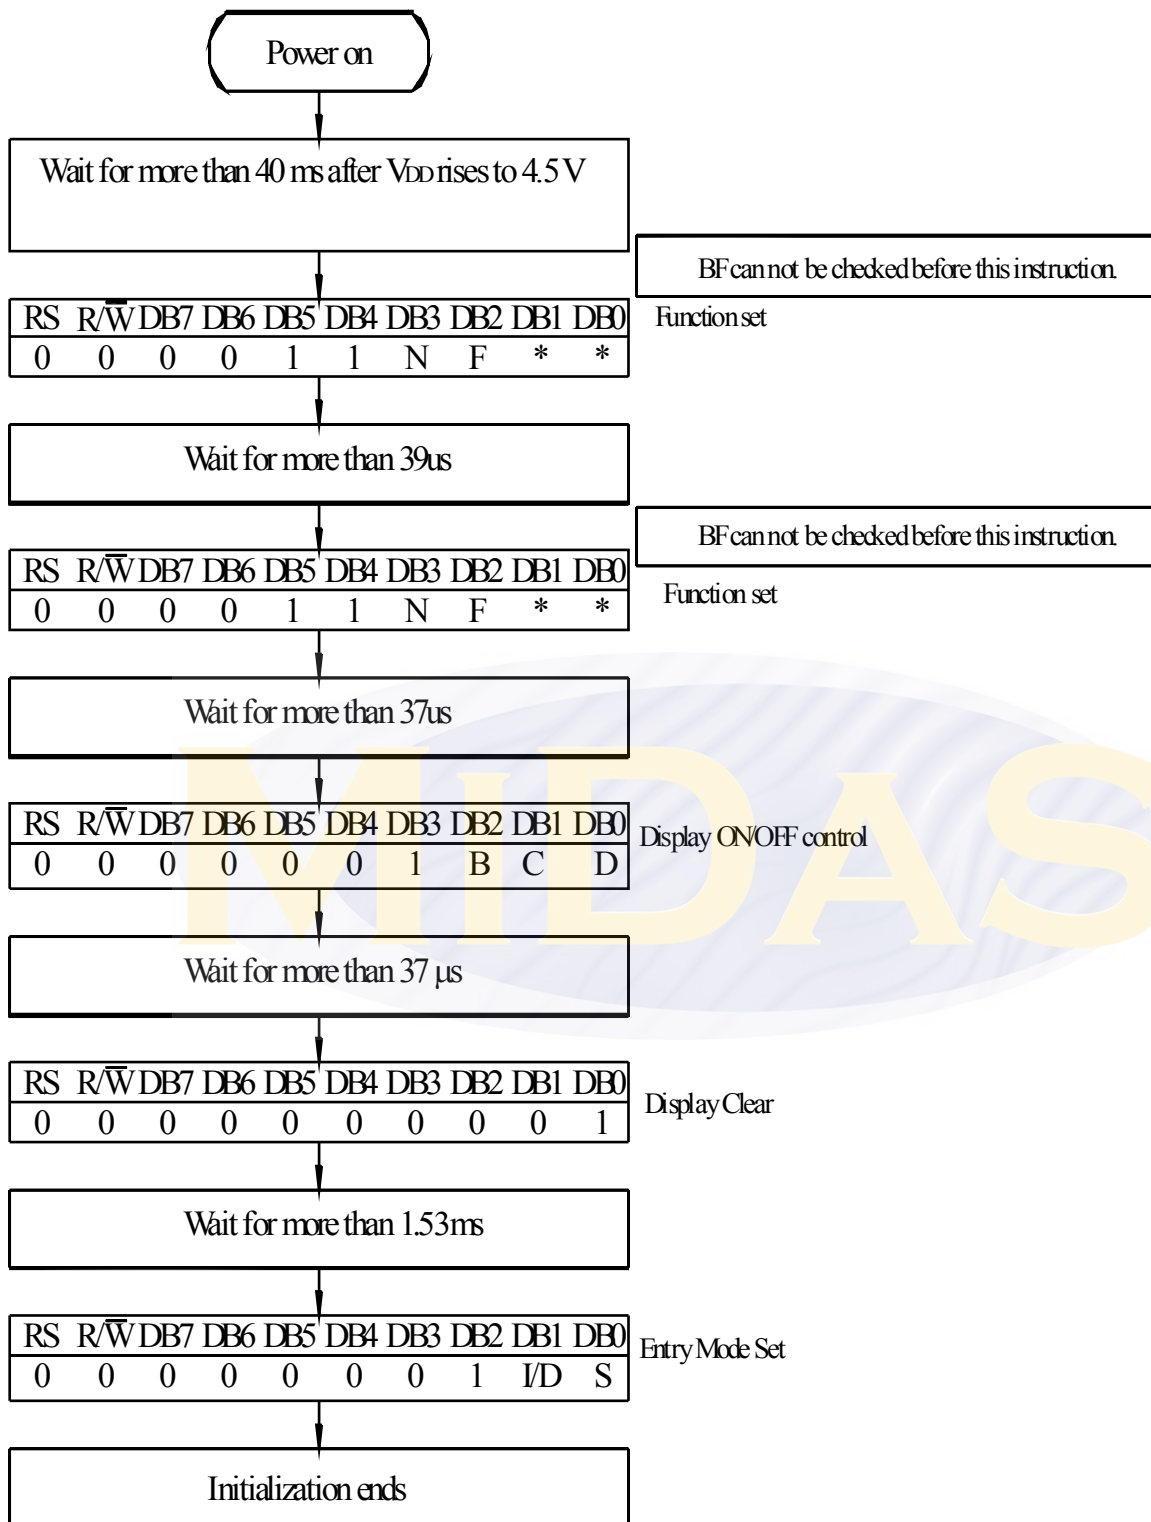 Power on
Wait for more than 40 ms after VDD rises to 4.5 V
BF can not be checked before this instruction.
RS R/W̅ DB7 DB6 DB5 DB4 DB3 DB2 DB1 DB0
Function set
0 0 0 0 1 1 N F * *
Wait for more than 39us
BF can not be checked before this instruction.
RS R/W̅ DB7 DB6 DB5 DB4 DB3 DB2 DB1 DB0
Function set
0 0 0 0 1 1 N F * *
Wait for more than 37us
MIDAS
RS R/W̅ DB7 DB6 DB5 DB4 DB3 DB2 DB1 DB0
Display ON/OFF control
0 0 0 0 0 0 1 B C D
Wait for more than 37 µs
RS R/W̅ DB7 DB6 DB5 DB4 DB3 DB2 DB1 DB0
Display Clear
0 0 0 0 0 0 0 0 0 1
Wait for more than 1.53ms
RS R/W̅ DB7 DB6 DB5 DB4 DB3 DB2 DB1 DB0
Entry Mode Set
0 0 0 0 0 0 0 1 I/D S
Initialization ends